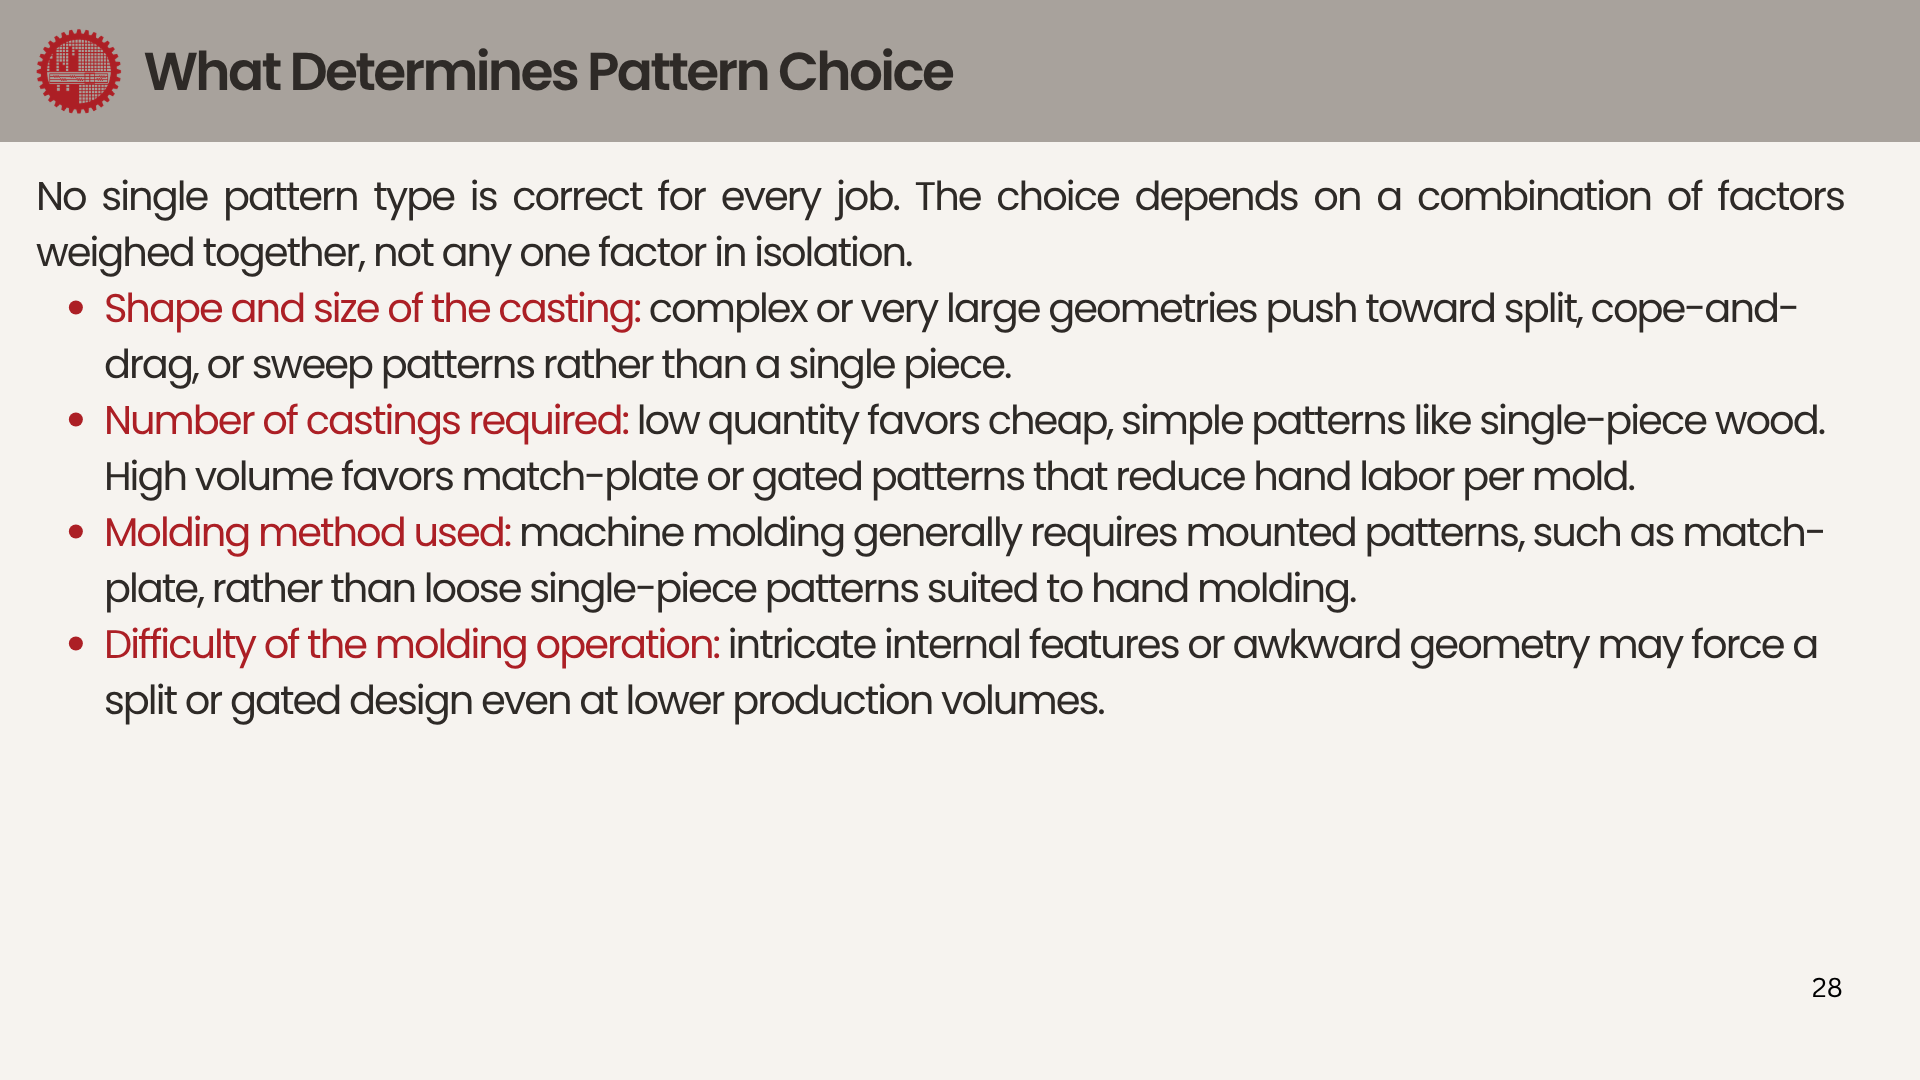 What Determines Pattern Choice
No single pattern type is correct for every job. The choice depends on a combination of factors
weighed together, not any one factor in isolation.
• Shape and size of the casting: complex or very large geometries push toward split, cope-and-
drag, or sweep patterns rather than a single piece.
• Number of castings required: low quantity favors cheap, simple patterns like single-piece wood.
High volume favors match-plate or gated patterns that reduce hand labor per mold.
• Molding method used: machine molding generally requires mounted patterns, such as match-
plate, rather than loose single-piece patterns suited to hand molding.
• Difficulty of the molding operation: intricate internal features or awkward geometry may force a
split or gated design even at lower production volumes.
28